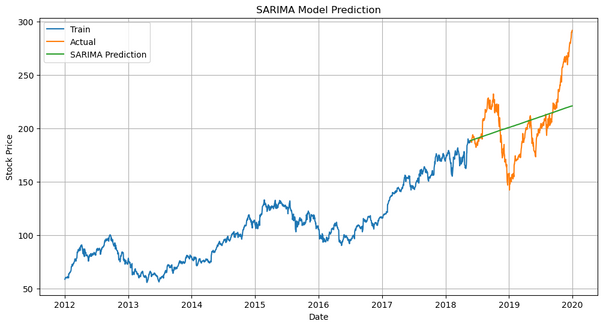 SARIMA Model Prediction
Train
Actual
SARIMA Prediction
Stock Price
300
250
200
150
100
50
2012 2013 2014 2015 2016 2017 2018 2019 2020
Date